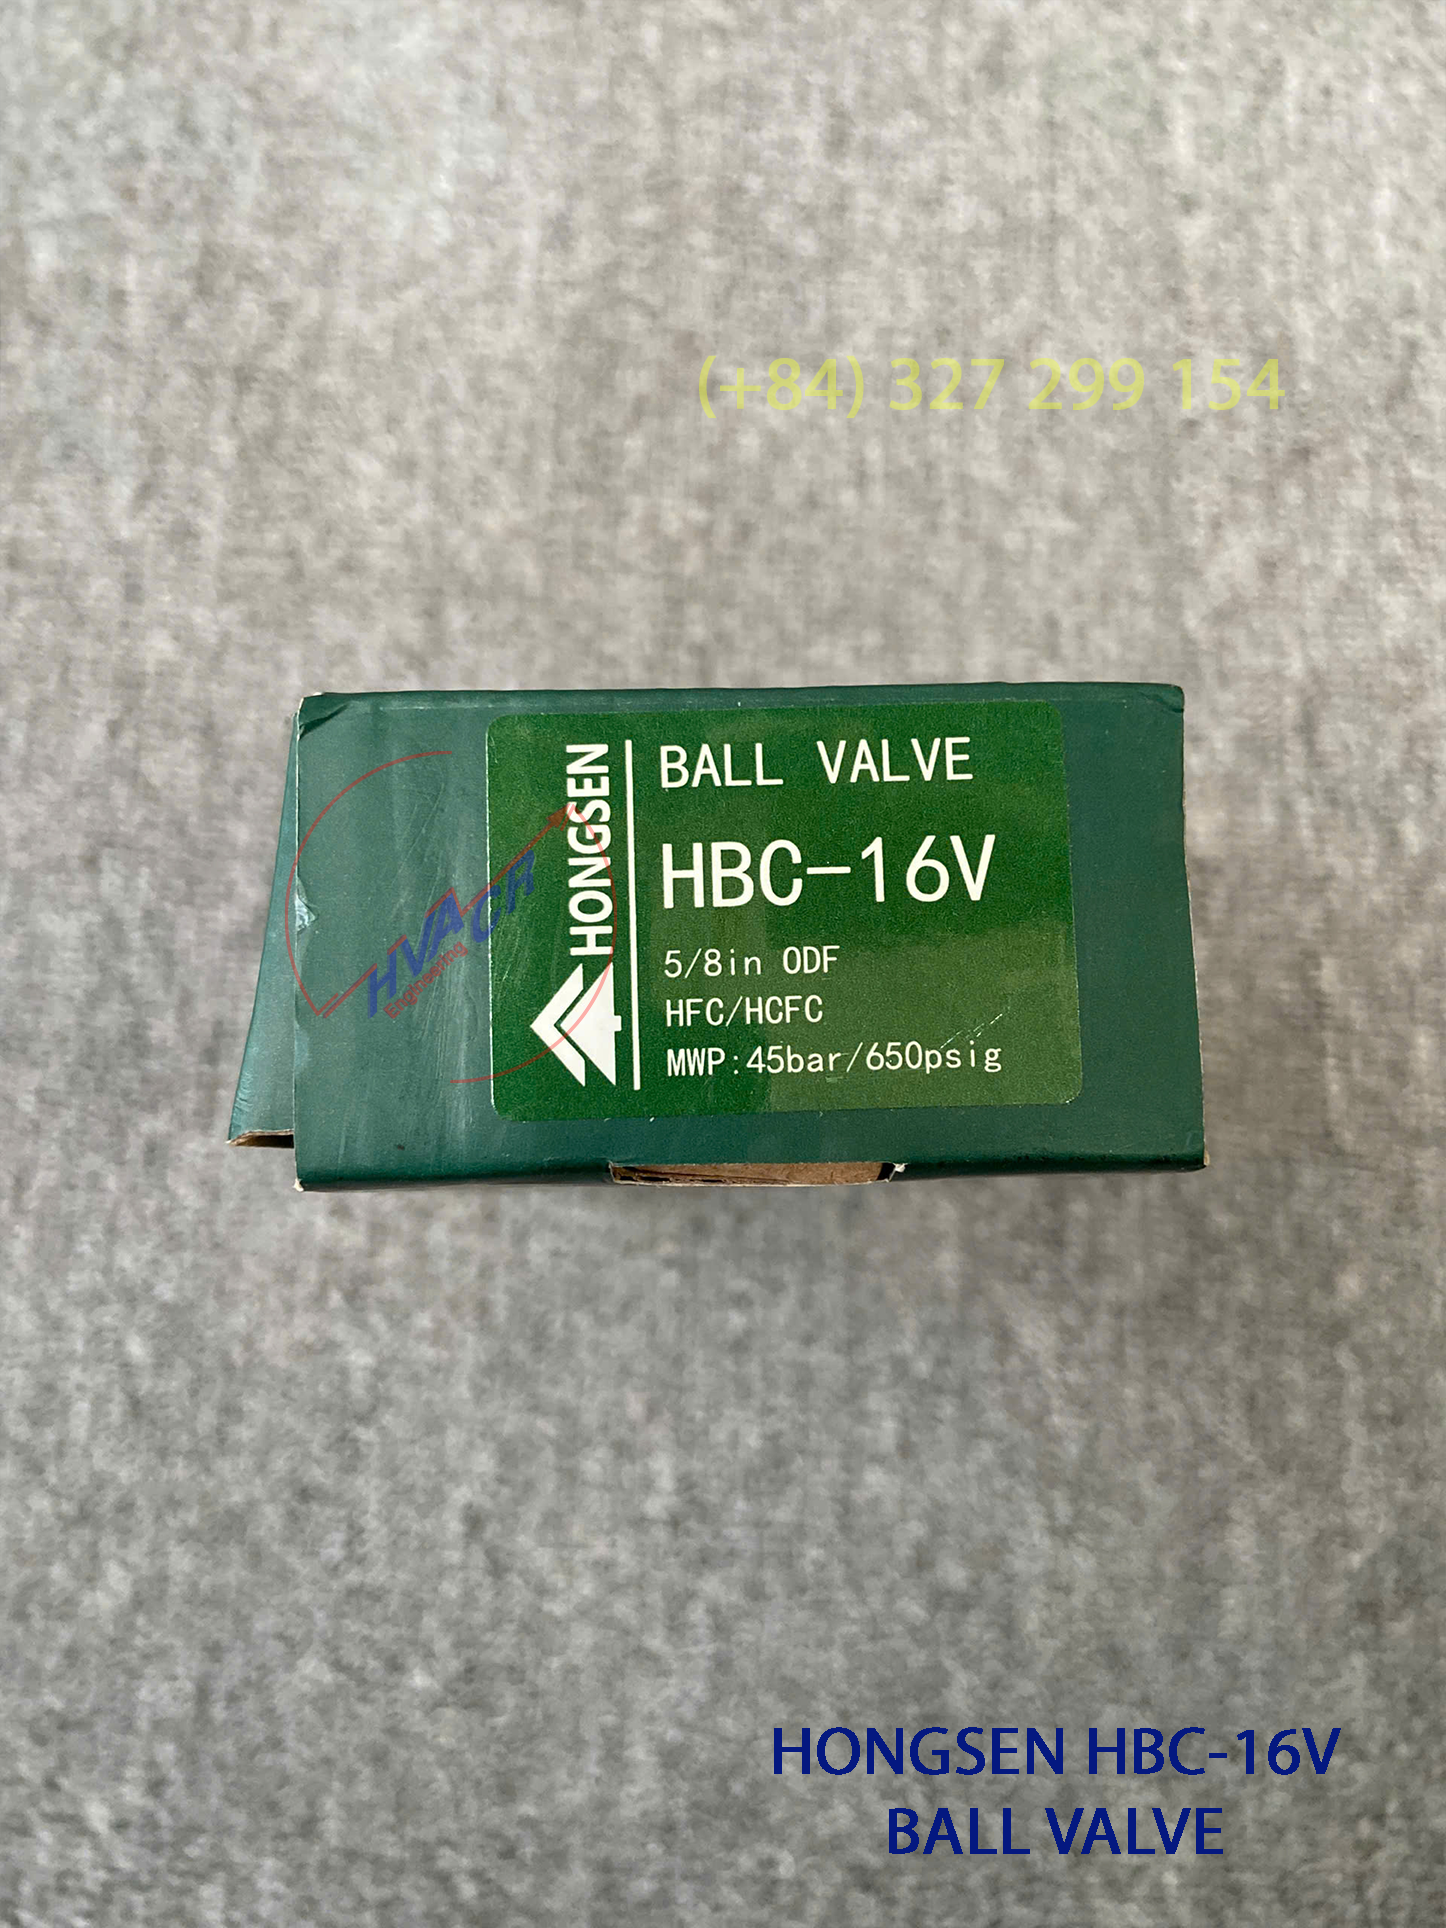 (+84) 327 299 154
HONGSEN
BALL VALVE
HBC-16V
5/8in ODF
HFC/HCFC
MWP:45bar/650psig
HVACR
Engineering
HONGSEN HBC-16V
BALL VALVE